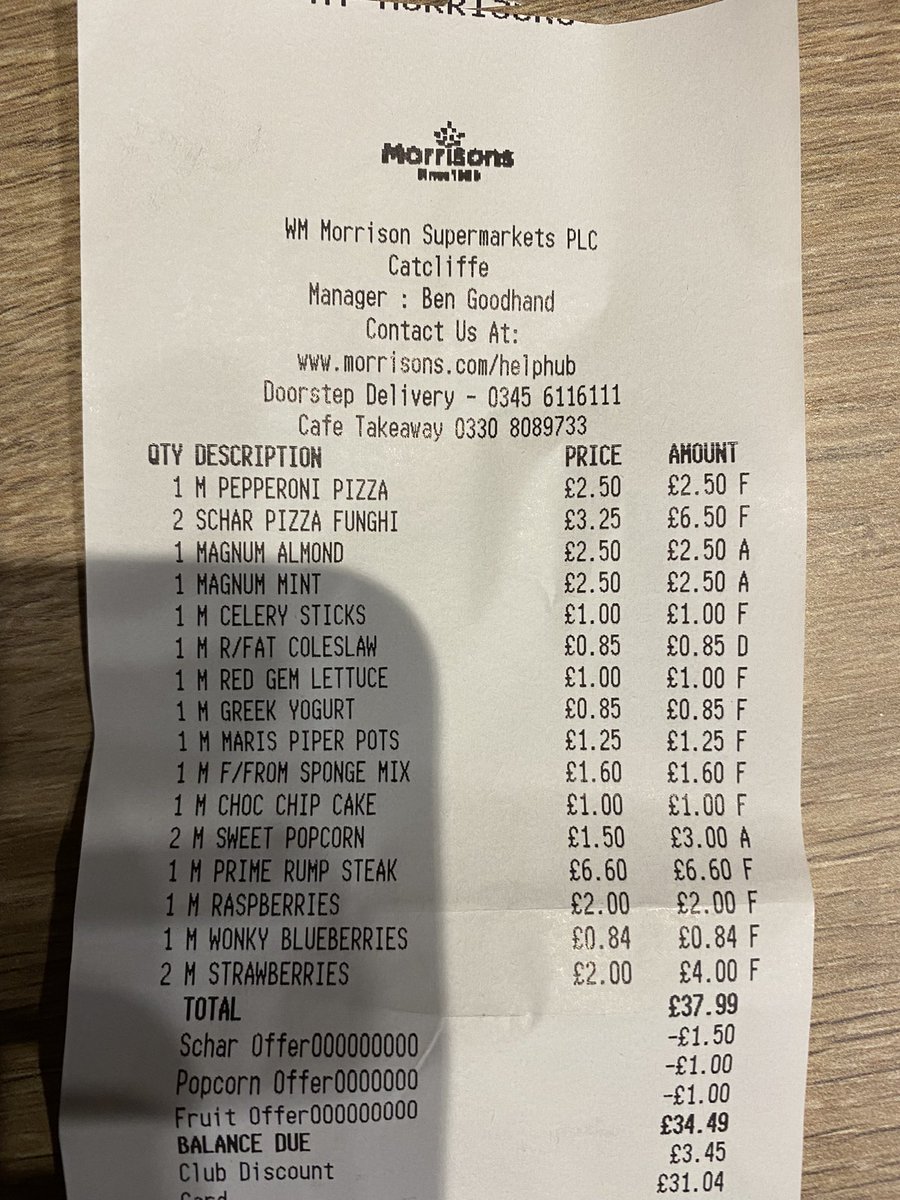 WM MORRISONS
Morrisons
Since 1899
WM Morrison Supermarkets PLC
Catcliffe
Manager : Ben Goodhand
Contact Us At:
www.morrisons.com/helphub
Doorstep Delivery - 0345 6116111
Cafe Takeaway 0330 8089733
QTY DESCRIPTION PRICE AMOUNT
1 M PEPPERONI PIZZA £2.50 £2.50 F
2 SCHAR PIZZA FUNGHI £3.25 £6.50 F
1 MAGNUM ALMOND £2.50 £2.50 A
1 MAGNUM MINT £2.50 £2.50 A
1 M CELERY STICKS £1.00 £1.00 F
1 M R/FAT COLESLAW £0.85 £0.85 D
1 M RED GEM LETTUCE £1.00 £1.00 F
1 M GREEK YOGURT £0.85 £0.85 F
1 M MARIS PIPER POTS £1.25 £1.25 F
1 M F/FROM SPONGE MIX £1.60 £1.60 F
1 M CHOC CHIP CAKE £1.00 £1.00 F
2 M SWEET POPCORN £1.50 £3.00 A
1 M PRIME RUMP STEAK £6.60 £6.60 F
1 M RASPBERRIES £2.00 £2.00 F
1 M WONKY BLUEBERRIES £0.84 £0.84 F
2 M STRAWBERRIES £2.00 £4.00 F
TOTAL £37.99
Schar Offer000000000 -£1.50
Popcorn Offer0000000 -£1.00
Fruit Offer000000000 -£1.00
BALANCE DUE £34.49
Club Discount £3.45
Card £31.04